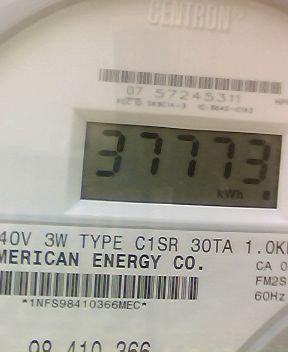 CENTRON®
07 57245311
37773
kWh
40V 3W TYPE C1SR 30TA 1.0K
MERICAN ENERGY CO.
CA 0
FM2S
60Hz
*1NFS98410366MEC*
98 410 366